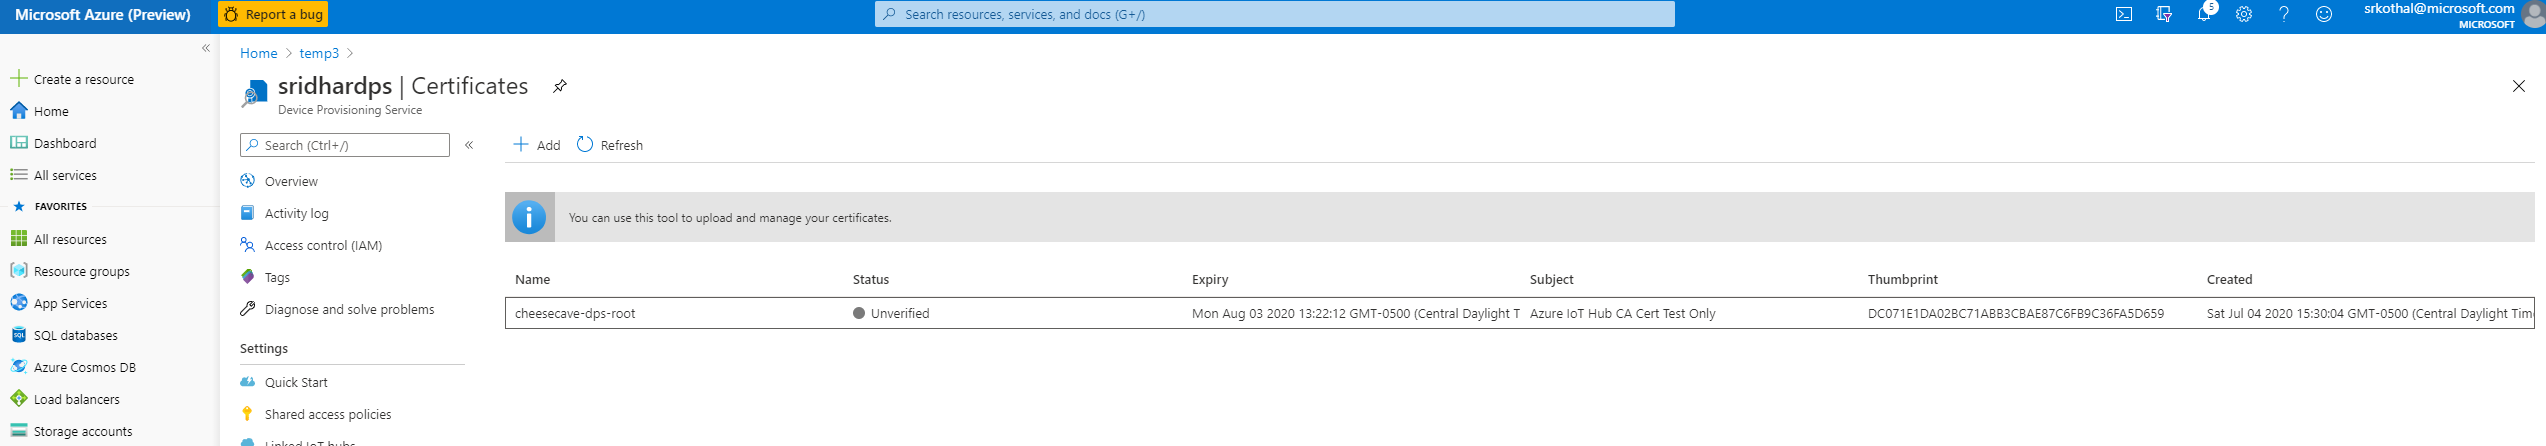 Microsoft Azure (Preview)
Report a bug
Search resources, services, and docs (G+/)
5
srkothal@microsoft.com
MICROSOFT
«
Create a resource
Home
Dashboard
All services
FAVORITES
All resources
Resource groups
App Services
SQL databases
Azure Cosmos DB
Load balancers
Storage accounts
Home > temp3 >
sridhardps | Certificates
Device Provisioning Service
Search (Ctrl+/)
«
Overview
Activity log
Access control (IAM)
Tags
Diagnose and solve problems
Settings
Quick Start
Shared access policies
Linked IoT hubs
Add Refresh
You can use this tool to upload and manage your certificates.
Name Status Expiry Subject Thumbprint Created
cheesecave-dps-root Unverified Mon Aug 03 2020 13:22:12 GMT-0500 (Central Daylight T Azure IoT Hub CA Cert Test Only DC071E1DA02BC71ABB3CBAE87C6FB9C36FA5D659 Sat Jul 04 2020 15:30:04 GMT-0500 (Central Daylight Time